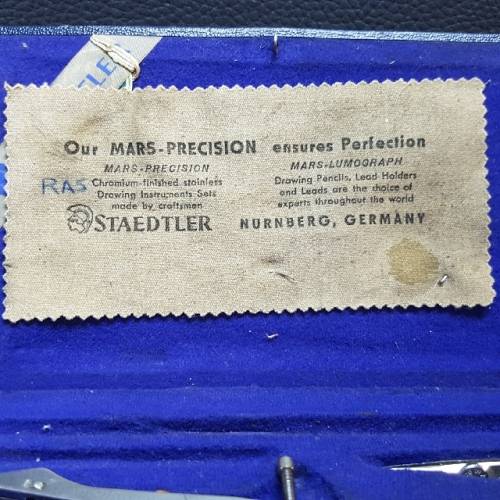 Our MARS-PRECISION ensures Perfection
MARS-PRECISION
Chromium-finished stainless
Drawing Instruments Sets
made by craftsmen
MARS-LUMOGRAPH
Drawing Pencils, Lead Holders
and Leads are the choice of
experts throughout the world
RAS
STAEDTLER NURNBERG, GERMANY